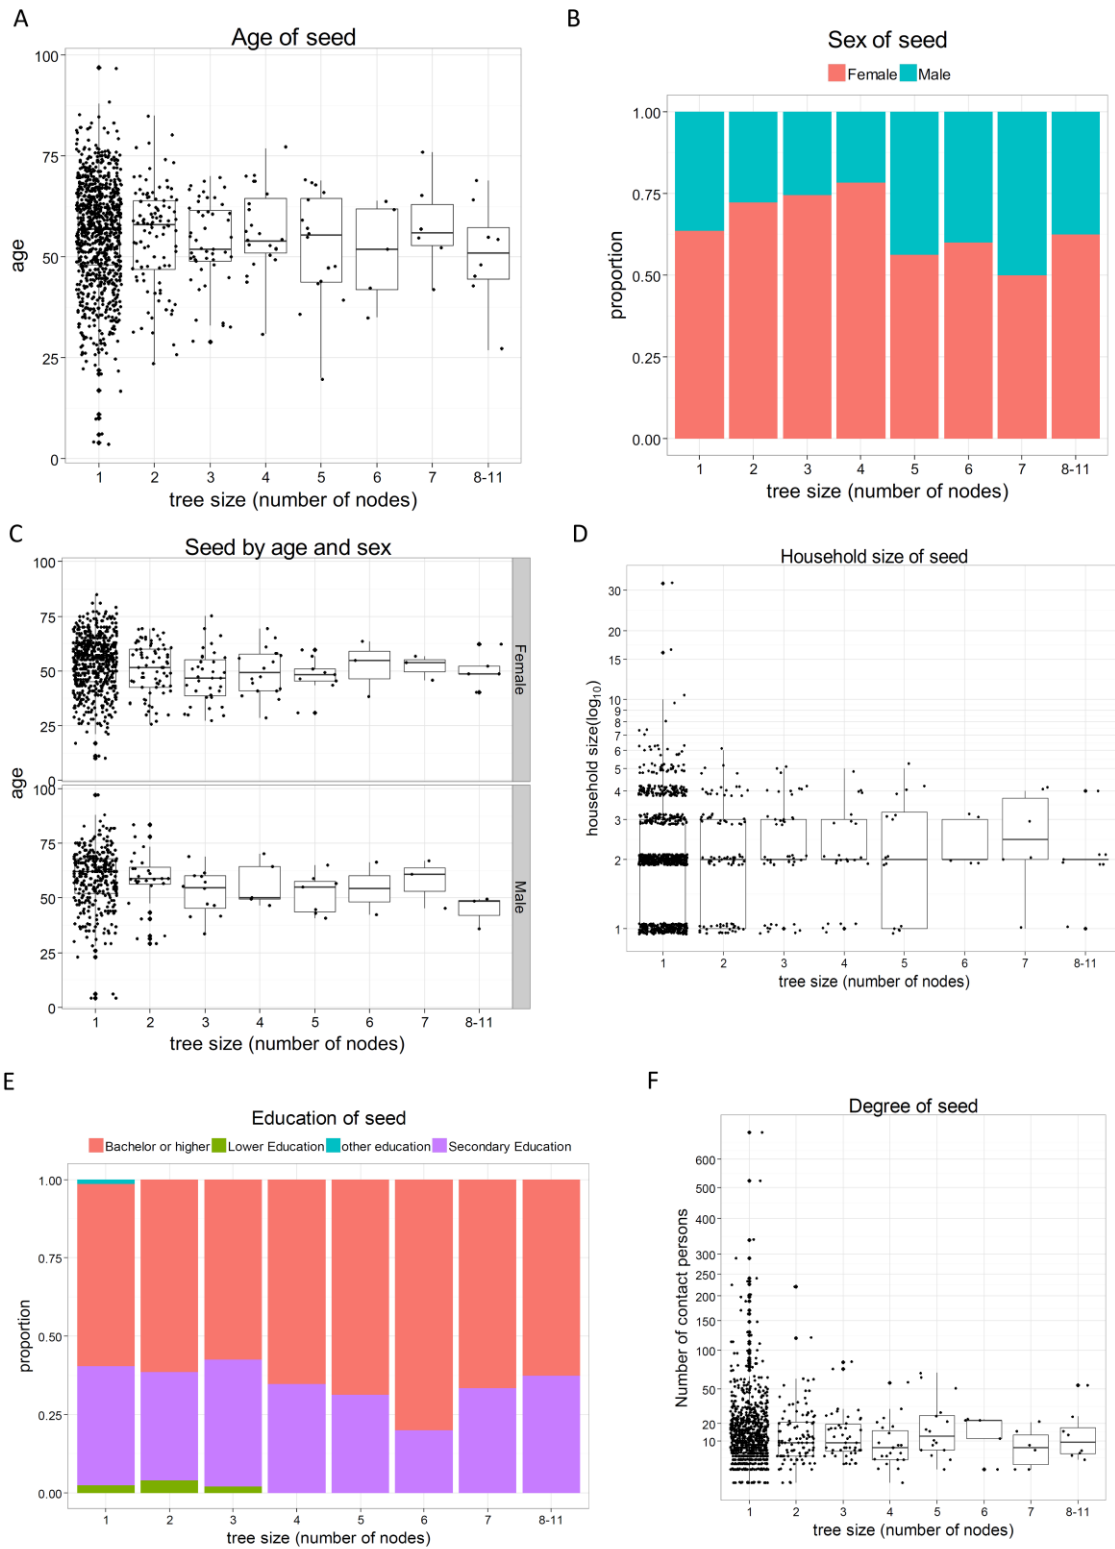 A
Age of seed
100
75
50
25
0
age
1 2 3 4 5 6 7 8-11
tree size (number of nodes)
B
Sex of seed
Female Male
1.00
0.75
0.50
0.25
0.00
proportion
1 2 3 4 5 6 7 8-11
tree size (number of nodes)
C
Seed by age and sex
100
75
50
25
0
Female
age
100
75
50
25
0
Male
1 2 3 4 5 6 7 8-11
tree size (number of nodes)
D
Household size of seed
30
20
15
10
9
8
7
6
5
4
3
2
1
household size(log10)
1 2 3 4 5 6 7 8-11
tree size (number of nodes)
E
Education of seed
Bachelor or higher Lower Education other education Secondary Education
1.00
0.75
0.50
0.25
0.00
proportion
1 2 3 4 5 6 7 8-11
tree size (number of nodes)
F
Degree of seed
600
500
400
300
250
200
150
100
50
20
10
Number of contact persons
1 2 3 4 5 6 7 8-11
tree size (number of nodes)